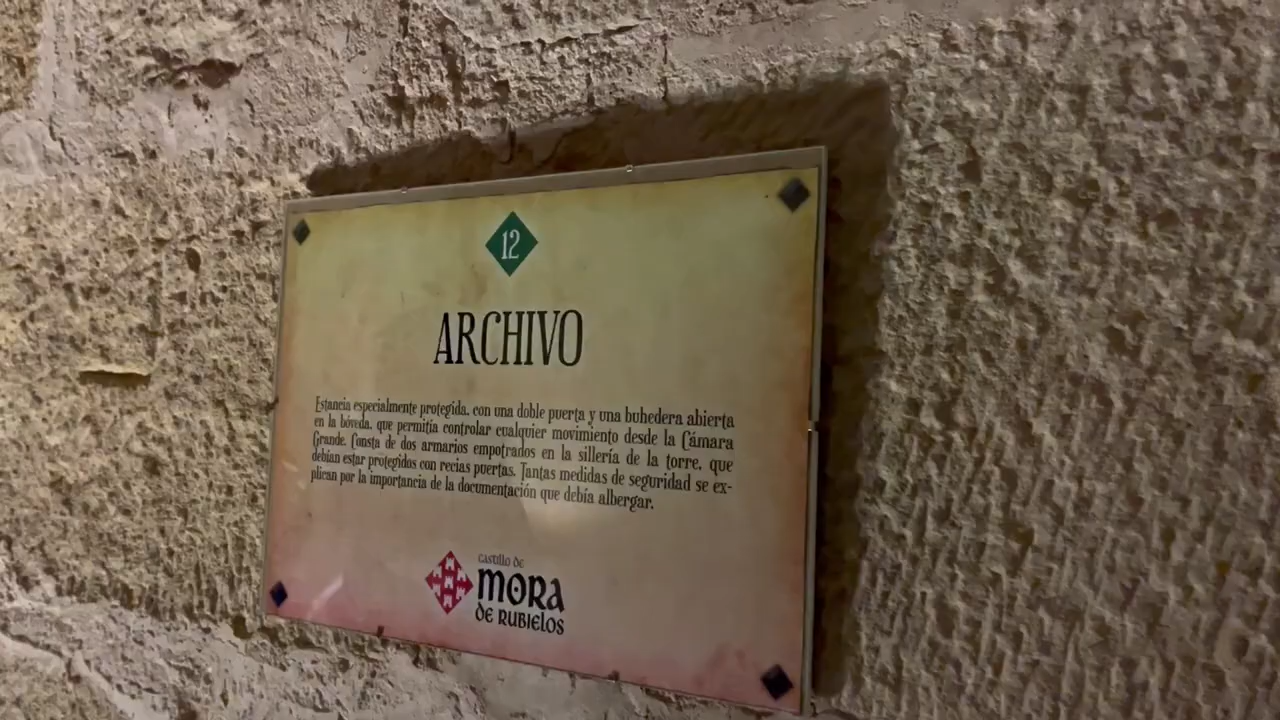 12
ARCHIVO
Estancia especialmente protegida, con una doble puerta y una buhedera abierta
en la bóveda, que permitía controlar cualquier movimiento desde la Cámara
Grande. Consta de dos armarios empotrados en la sillería de la torre, que
debían estar protegidos con recias puertas. Tantas medidas de seguridad se ex-
plican por la importancia de la documentación que debía albergar.
CASTILLO DE
MORA
DE RUBIELOS